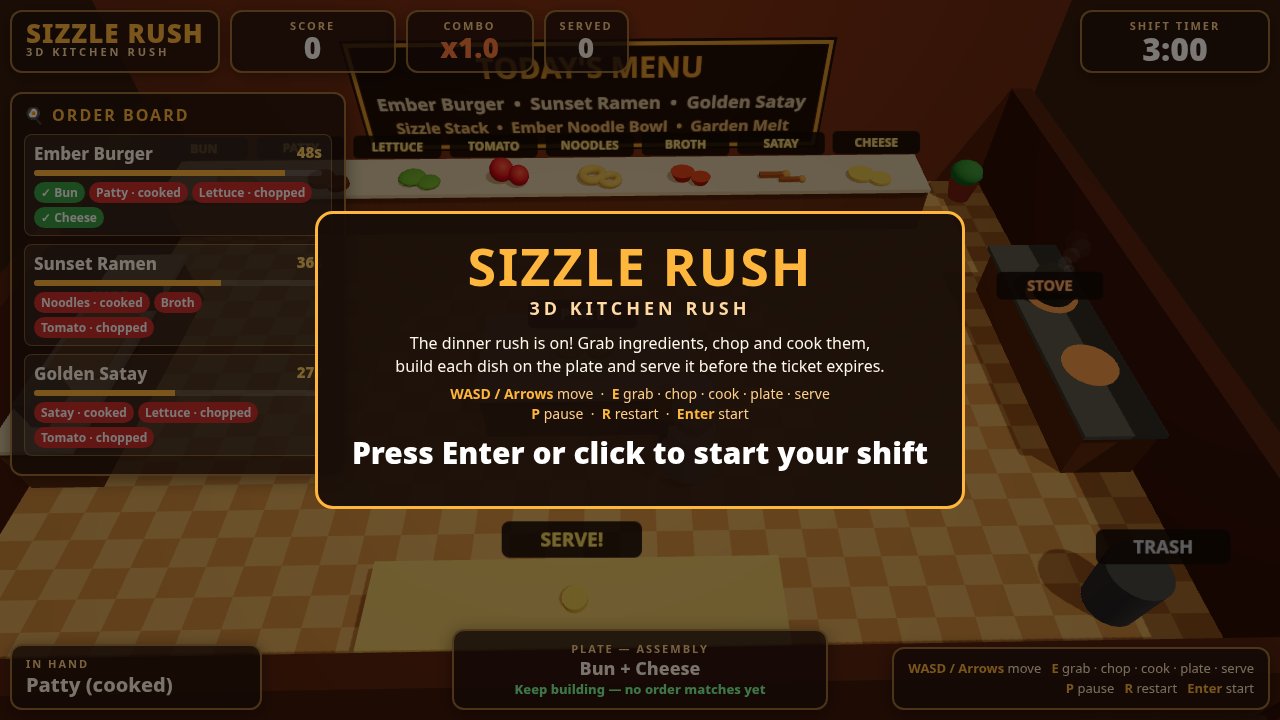 SIZZLE RUSH
3D KITCHEN RUSH
SCORE
0
COMBO
x1.0
SERVED
0
SHIFT TIMER
3:00
TODAY'S MENU
Ember Burger • Sunset Ramen • Golden Satay
Sizzle Stack • Ember Noodle Bowl • Garden Melt
BUN
PATTY
LETTUCE
TOMATO
NOODLES
BROTH
SATAY
CHEESE
ORDER BOARD
Ember Burger
48s
✓ Bun
Patty · cooked
Lettuce · chopped
✓ Cheese
Sunset Ramen
36
Noodles · cooked
Broth
Tomato · chopped
Golden Satay
27
Satay · cooked
Lettuce · chopped
Tomato · chopped
SIZZLE RUSH
3D KITCHEN RUSH
The dinner rush is on! Grab ingredients, chop and cook them,
build each dish on the plate and serve it before the ticket expires.
WASD / Arrows move · E grab · chop · cook · plate · serve
P pause · R restart · Enter start
Press Enter or click to start your shift
STOVE
SERVE!
TRASH
IN HAND
Patty (cooked)
PLATE — ASSEMBLY
Bun + Cheese
Keep building — no order matches yet
WASD / Arrows move E grab · chop · cook · plate · serve
P pause R restart Enter start